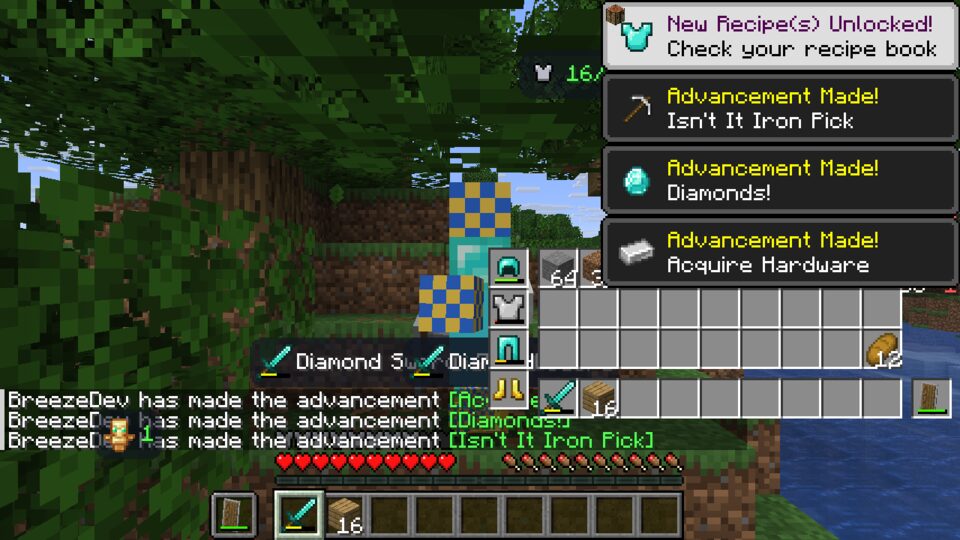 New Recipe(s) Unlocked!
Check your recipe book
16/
Advancement Made!
Isn't It Iron Pick
Advancement Made!
Diamonds!
Advancement Made!
Acquire Hardware
64
12
Diamond
16
BreezeDev has made the advancement
BreezeDev has made the advancement [Diamonds!]
BreezeDev has made the advancement [Isn't It Iron Pick]
1
16